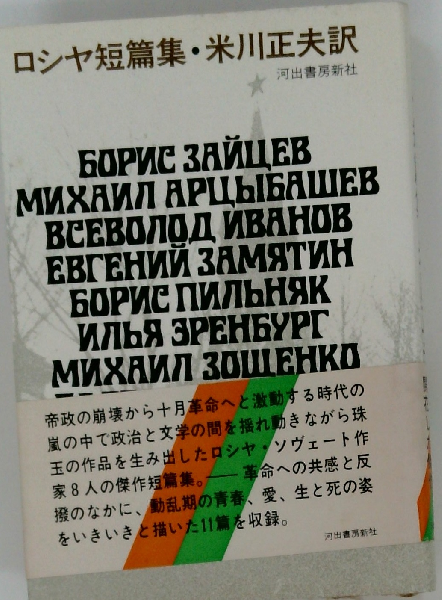 ロシヤ短篇集・米川正夫訳
河出書房新社
БОРИС ЗАЙЦЕВ
МИХАИЛ АРЦЫБАШЕВ
ВСЕВОЛОД ИВАНОВ
ЕВГЕНИЙ ЗАМЯТИН
БОРИС ПИЛЬНЯК
ИЛЬЯ ЭРЕНБУРГ
МИХАИЛ ЗОЩЕНКО
帝政の崩壊から十月革命へと激動する時代の
嵐の中で政治と文学の間を揺れ動きながら珠
玉の作品を生み出したロシヤ・ソヴェート作
家8人の傑作短篇集。――革命への共感と反
撥のなかに、動乱期の青春、愛、生と死の姿
をいきいきと描いた11篇を収録。
河出書房新社